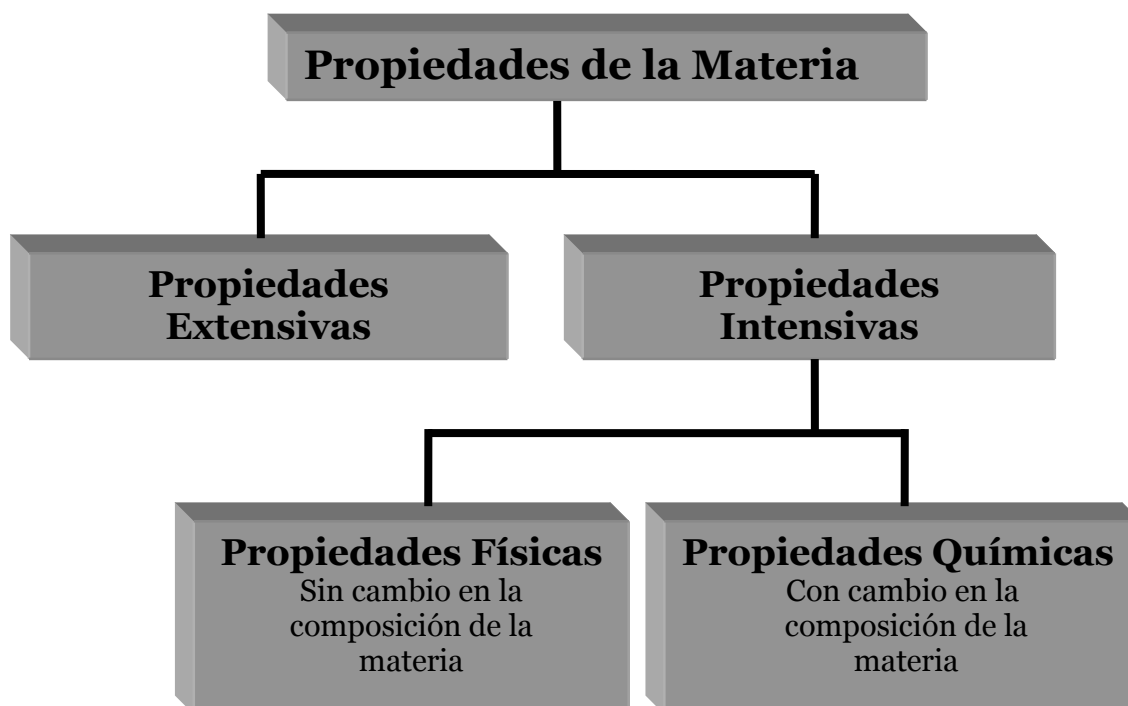 Propiedades de la Materia
Propiedades
Extensivas
Propiedades
Intensivas
Propiedades Físicas
Sin cambio en la
composición de la
materia
Propiedades Químicas
Con cambio en la
composición de la
materia